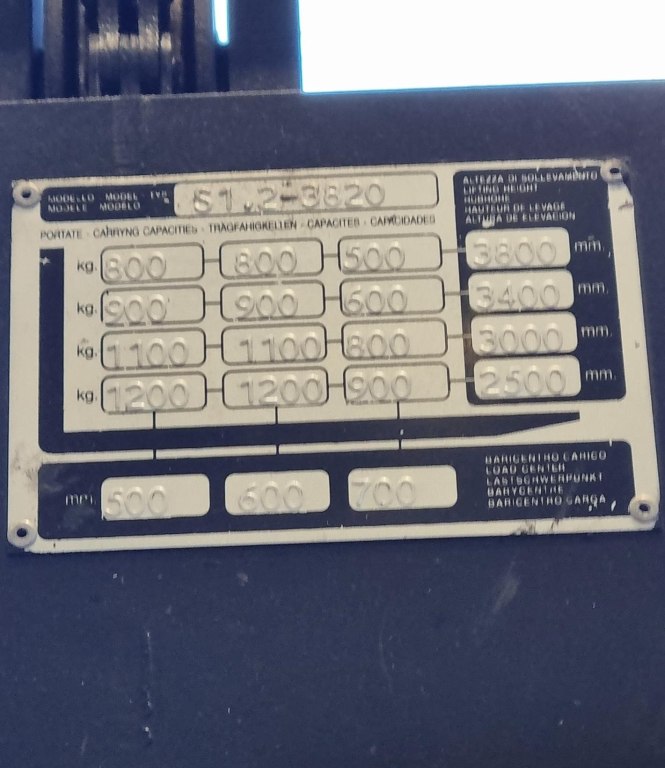 MODELLO MODEL TYP
MODELE MODELO
S1.2-3820
ALTEZZA DI SOLLEVAMENTO
LIFTING HEIGHT
HUBHOHE
HAUTEUR DE LEVAGE
ALTURA DE ELEVACION
PORTATE - CARRYNG CAPACITIES - TRAGFAHIGKEILLEN - CAPACITES - CAPACIDADES
kg. 800 800 500 3800 mm.
kg. 900 900 600 3400 mm.
kg. 1100 1100 800 3000 mm.
kg. 1200 1200 900 2500 mm.
mm. 500 600 700
BARICENTRO CARICO
LOAD CENTER
LASTSCHWERPUNKT
BARYCENTRE
BARICENTRO CARGA